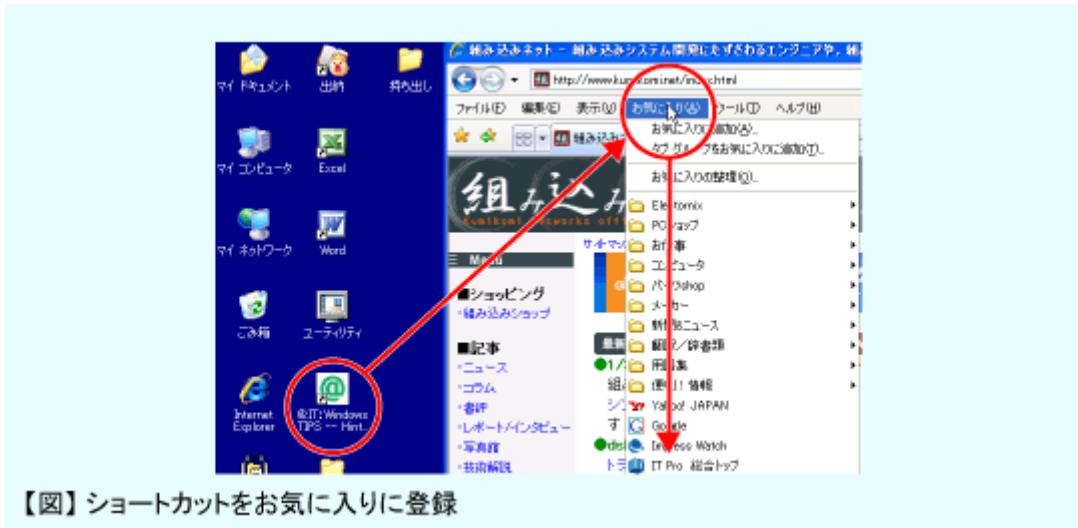 マイ ドキュメント
出納
持ち出し
マイ コンピュータ
Excel
マイ ネットワーク
Word
ごみ箱
ユーティリティ
Internet Explorer
@IT:Windows TIPS -- Hint...
組み込みネット - 組み込みシステム開発にたずさわるエンジニアや、組
ファイル(F) 編集(E) 表示(V) お気に入り(A) ツール(T) ヘルプ(H)
お気に入りに追加(A)...
タブ グループをお気に入りに追加(T)...
お気に入りの整理(O)...
組み込み
Menu
■ショッピング
・組み込みショップ
■記事
・ニュース
・コラム
・書評
・レポート/インタビュー
・写真館
・技術解説
Electornix
PCショップ
お仕事
コンピュータ
パーツshop
メーカー
新聞系ニュース
翻訳／辞書類
用語集
便利！情報
Yahoo! JAPAN
Google
Impress Watch
IT Pro 総合トップ
【図】ショートカットをお気に入りに登録